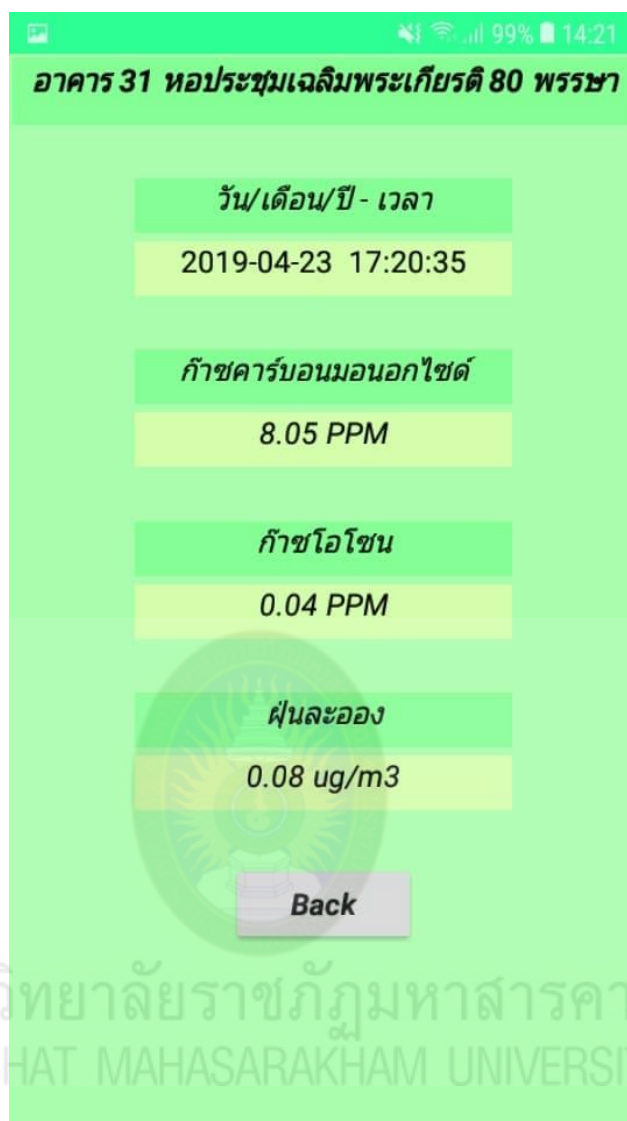 99% 14:21
อาคาร 31 หอประชุมเฉลิมพระเกียรติ 80 พรรษา
วัน/เดือน/ปี - เวลา
2019-04-23 17:20:35
ก๊าซคาร์บอนมอนอกไซด์
8.05 PPM
ก๊าซโอโซน
0.04 PPM
ฝุ่นละออง
0.08 ug/m3
Back
วิทยาลัยราชภัฏมหาสารคา
HAT MAHASARAKHAM UNIVERSI